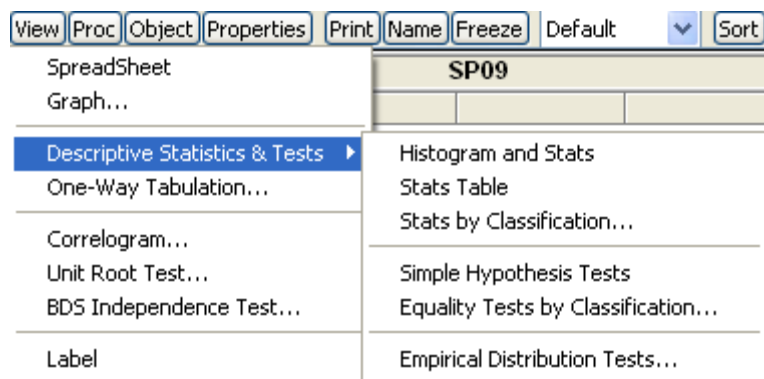 View Proc Object Properties Print Name Freeze Default Sort
SP09
SpreadSheet
Graph...
Descriptive Statistics & Tests
One-Way Tabulation...
Correlogram...
Unit Root Test...
BDS Independence Test...
Label
Histogram and Stats
Stats Table
Stats by Classification...
Simple Hypothesis Tests
Equality Tests by Classification...
Empirical Distribution Tests...